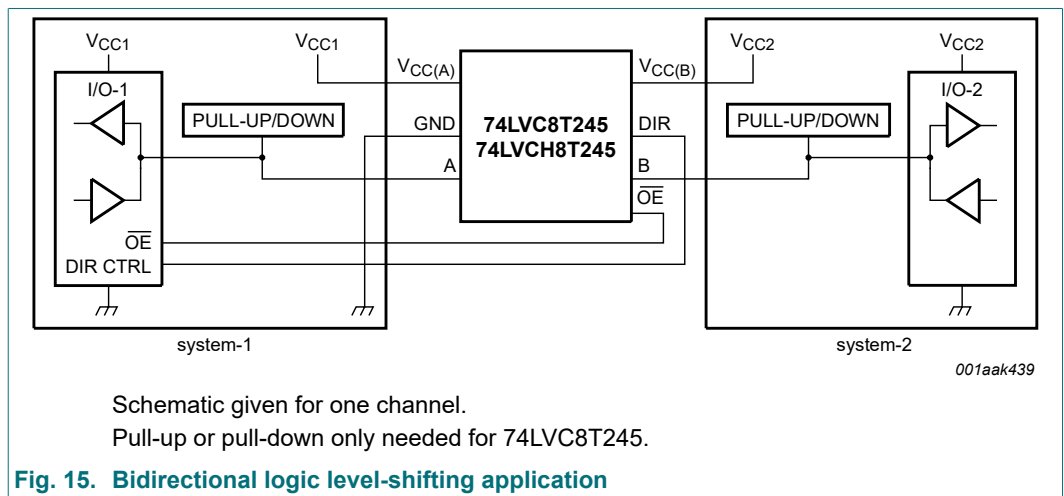 VCC1
VCC1
VCC(A)
VCC(B)
VCC2
VCC2
I/O-1
I/O-2
PULL-UP/DOWN
PULL-UP/DOWN
GND
74LVC8T245
74LVCH8T245
DIR
A
B
OE
OE
DIR CTRL
system-1
system-2
001aak439
Schematic given for one channel.
Pull-up or pull-down only needed for 74LVC8T245.
Fig. 15. Bidirectional logic level-shifting application